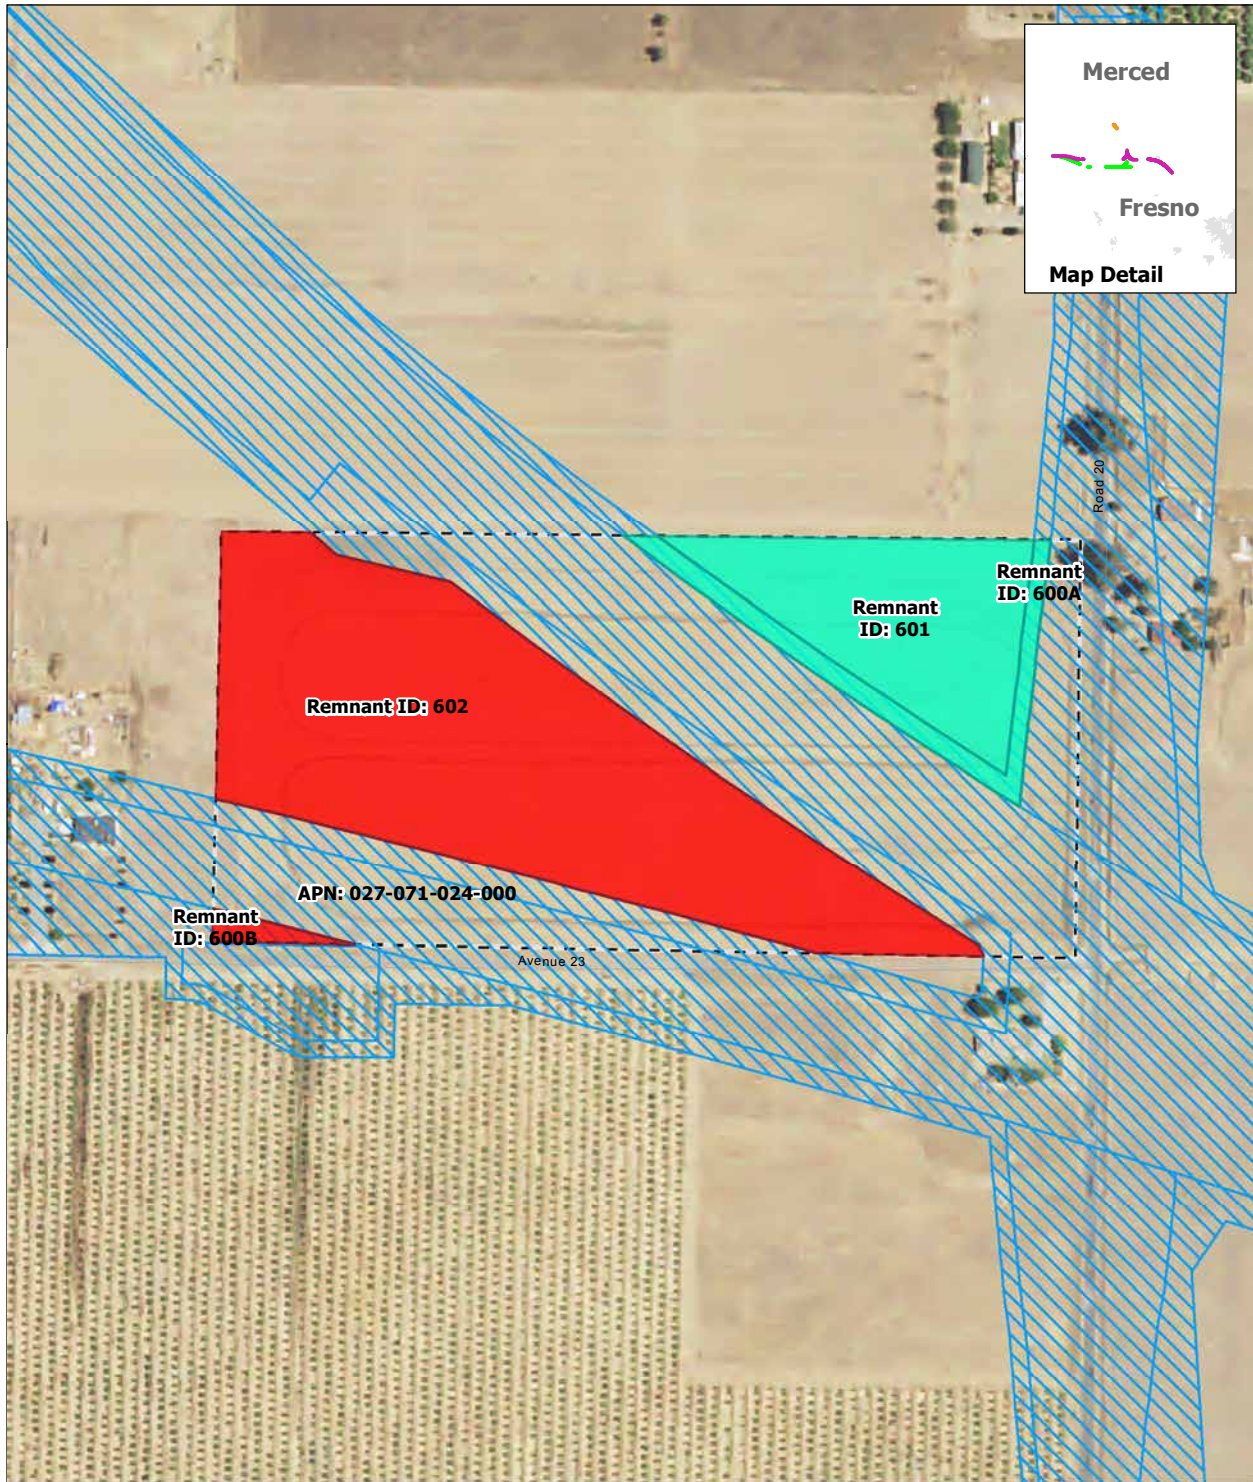 Merced
Fresno
Map Detail
Road 20
Remnant
ID: 600A
Remnant
ID: 601
Remnant ID: 602
APN: 027-071-024-000
Remnant
ID: 600B
Avenue 23